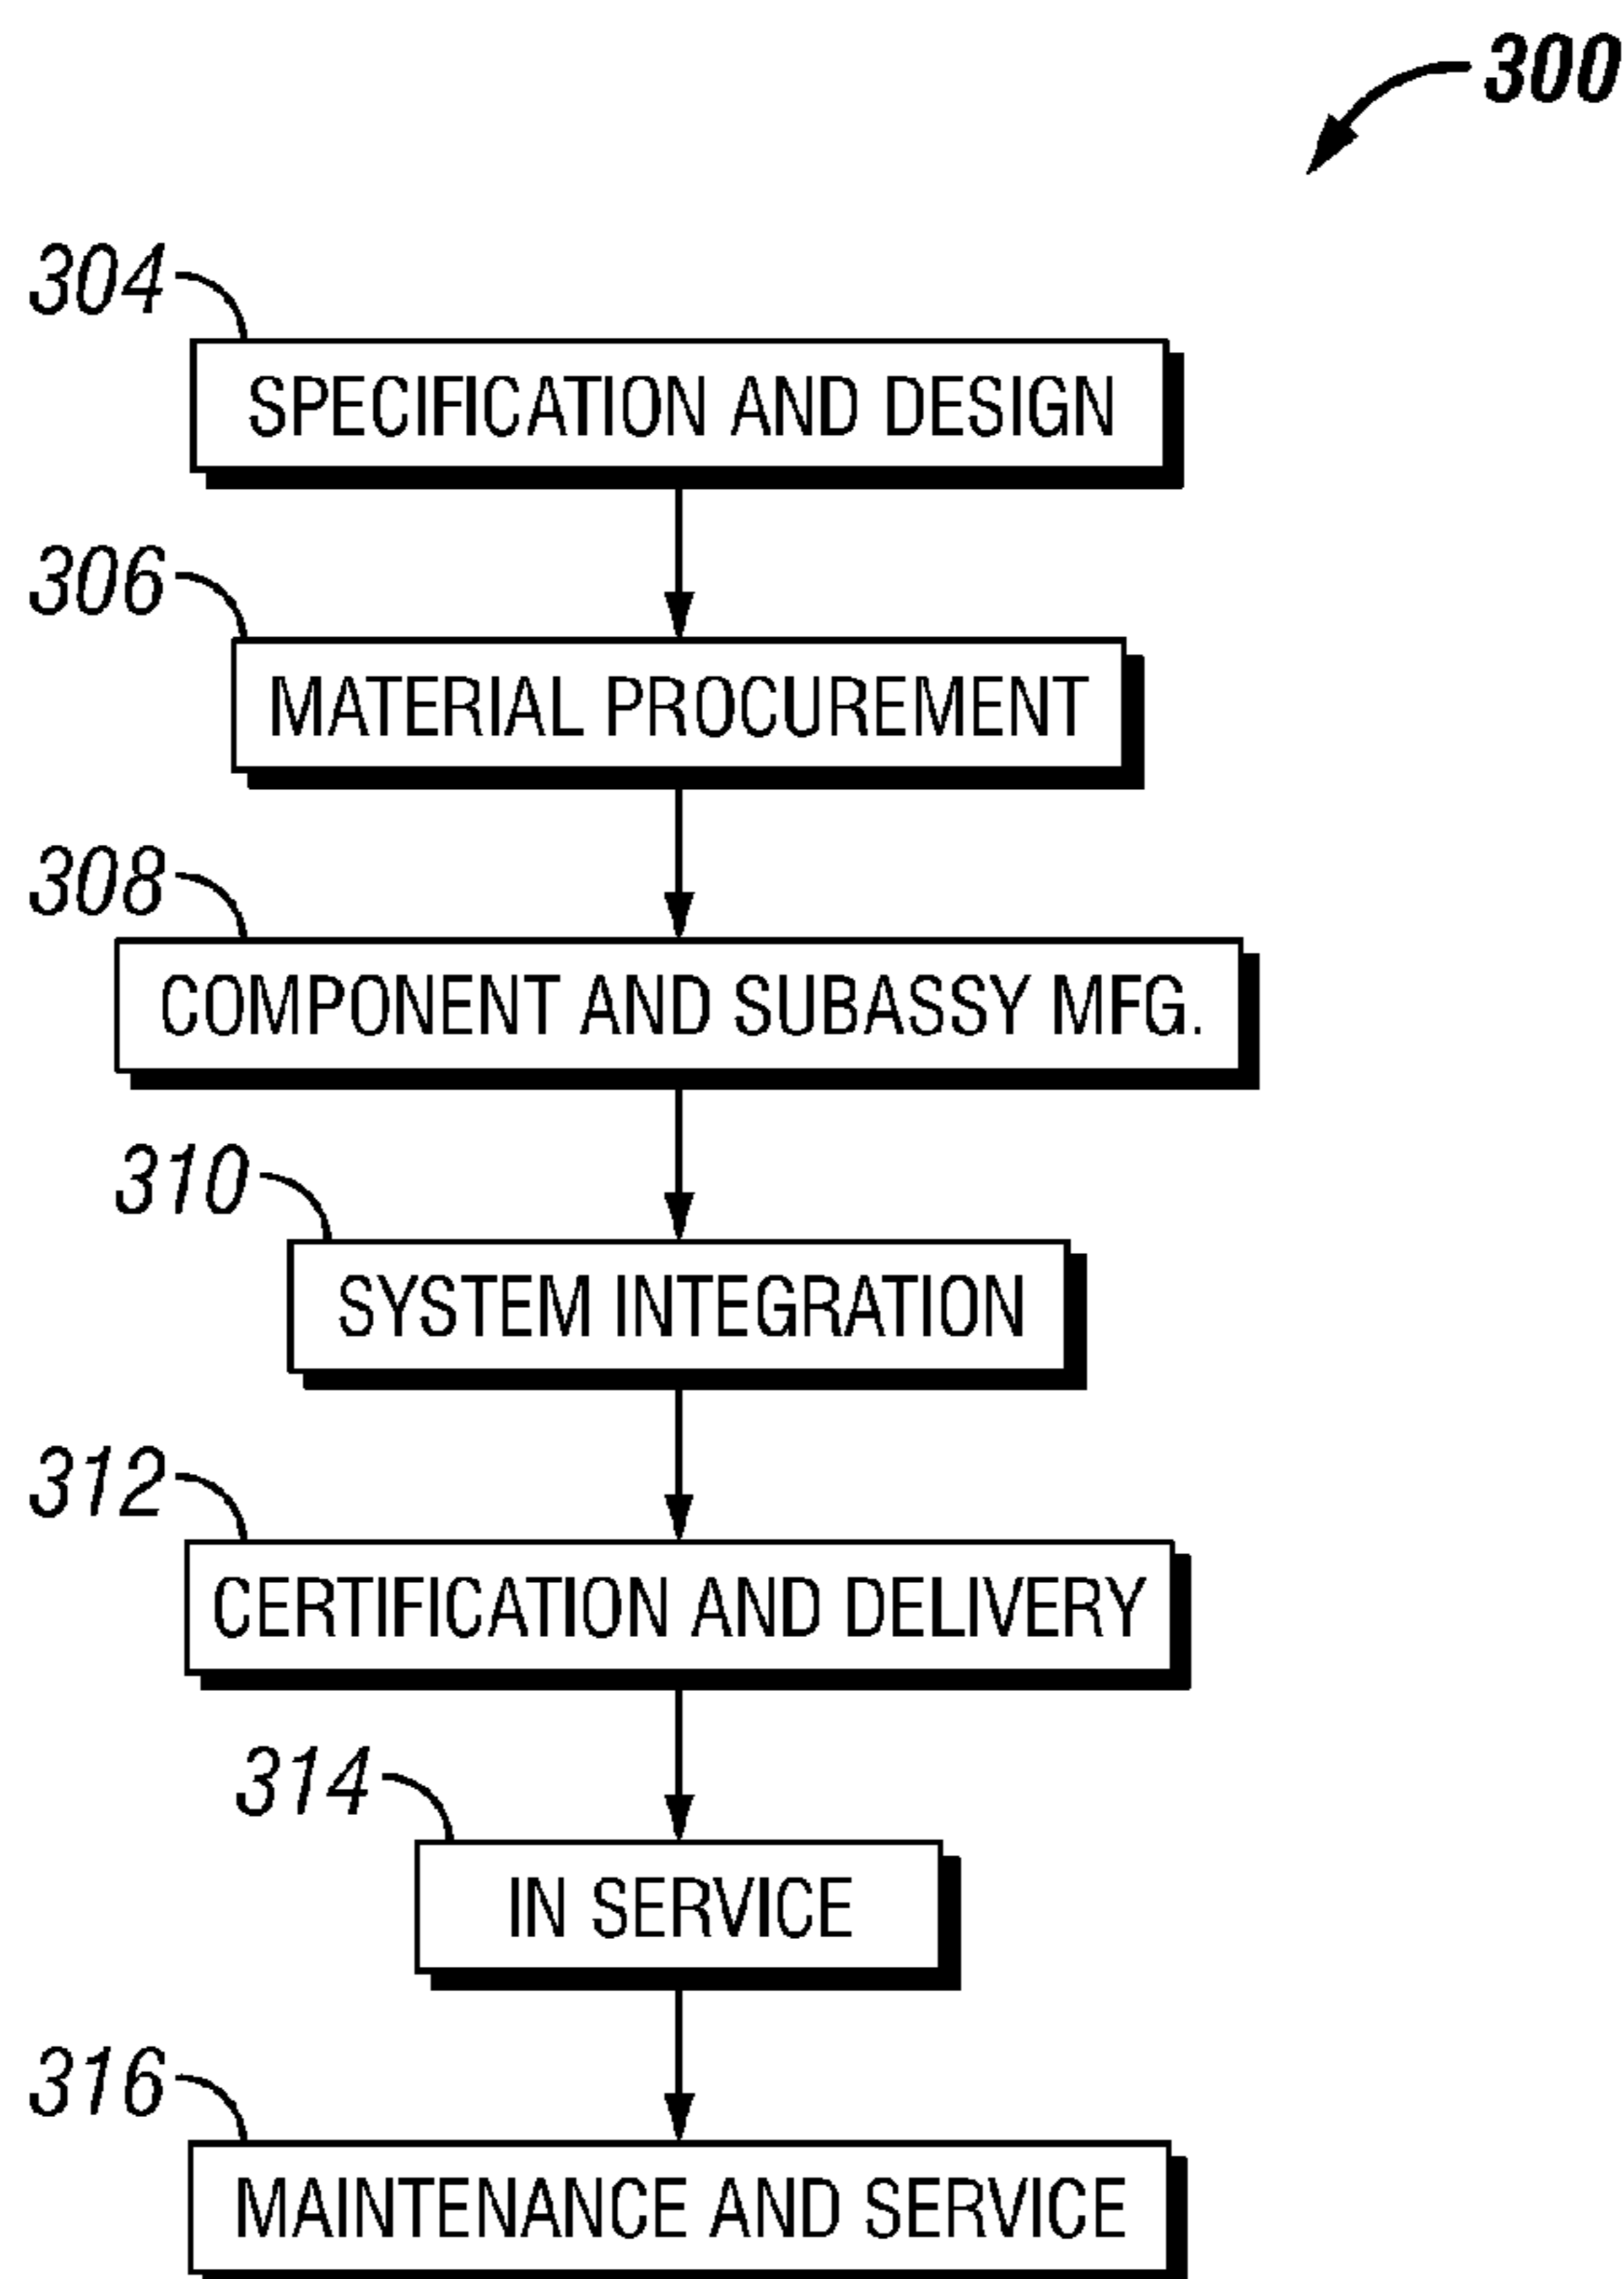 300
304
SPECIFICATION AND DESIGN
306
MATERIAL PROCUREMENT
308
COMPONENT AND SUBASSY MFG.
310
SYSTEM INTEGRATION
312
CERTIFICATION AND DELIVERY
314
IN SERVICE
316
MAINTENANCE AND SERVICE